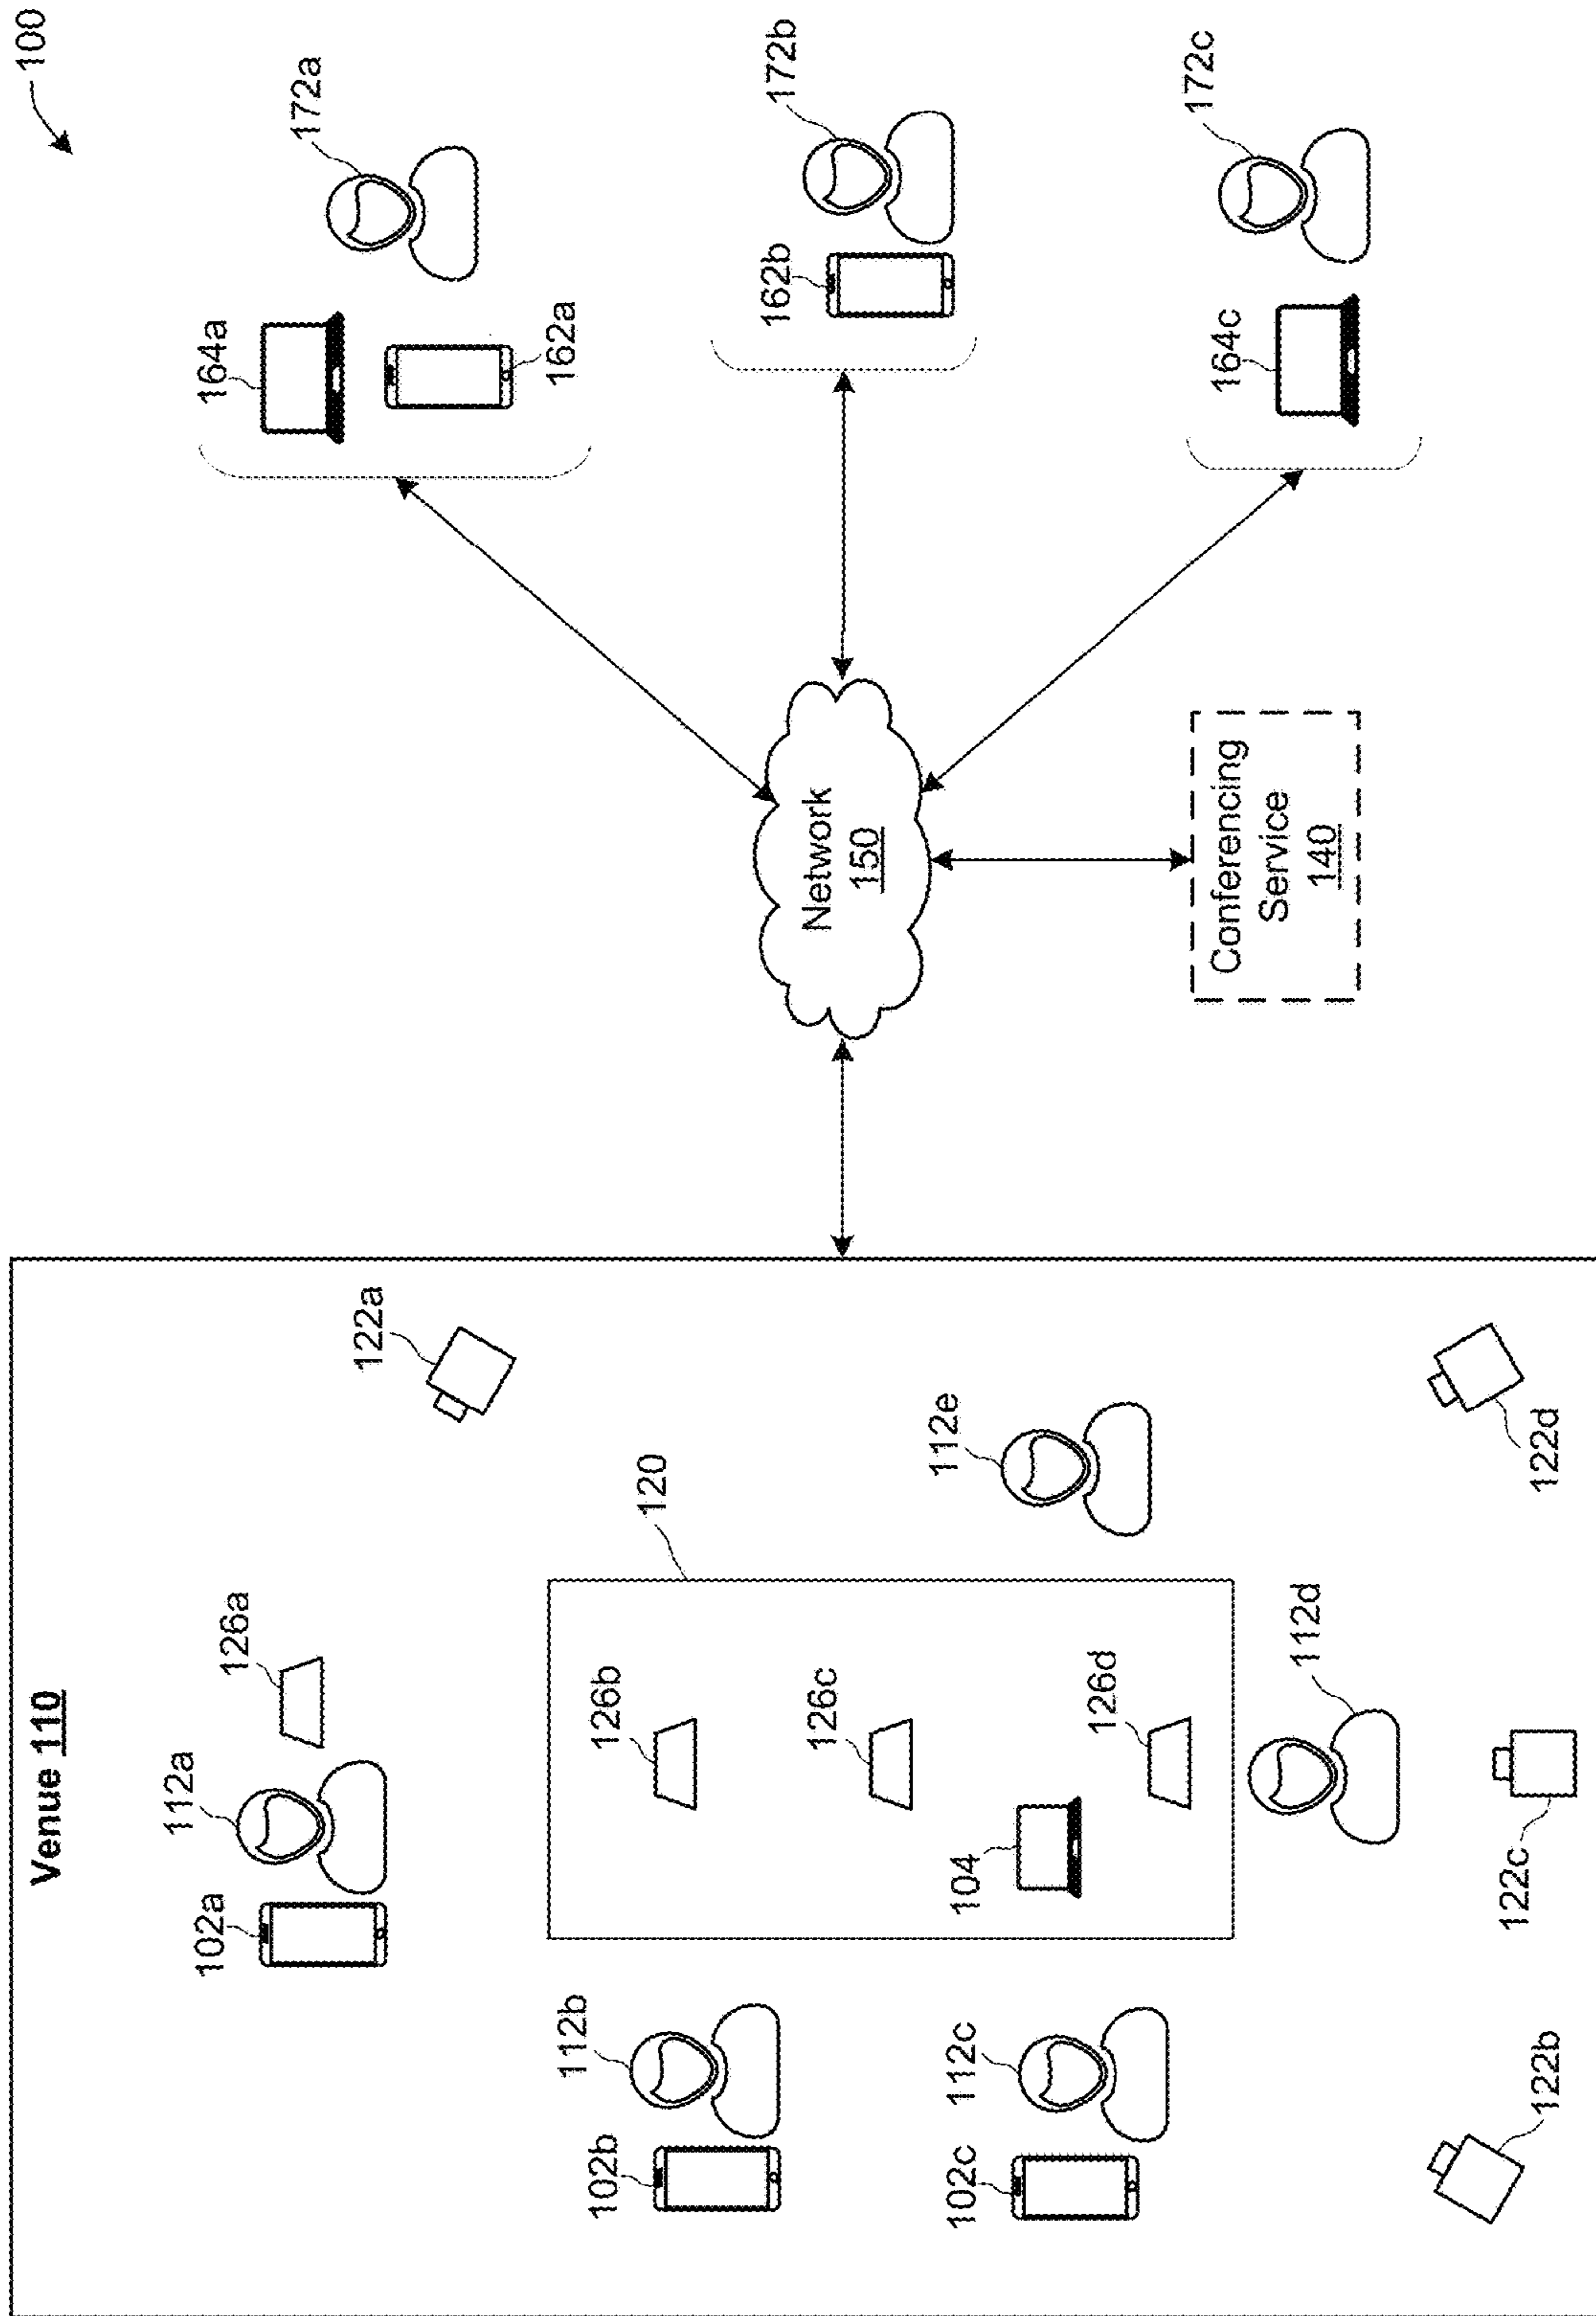 100
Venue 110
112a
126a
102a
122a
112b
102b
120
126b
126c
104
126d
112e
112c
102c
112d
122b
122c
122d
Network
150
Conferencing
Service
140
164a
162a
172a
162b
172b
164c
172c